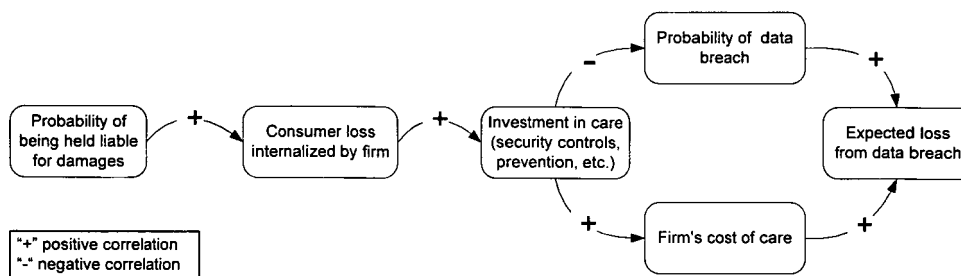 Probability of
being held liable
for damages
+
Consumer loss
internalized by firm
+
Investment in care
(security controls,
prevention, etc.)
-
Probability of data
breach
+
+
Firm's cost of care
+
Expected loss
from data breach
"+" positive correlation
"-" negative correlation